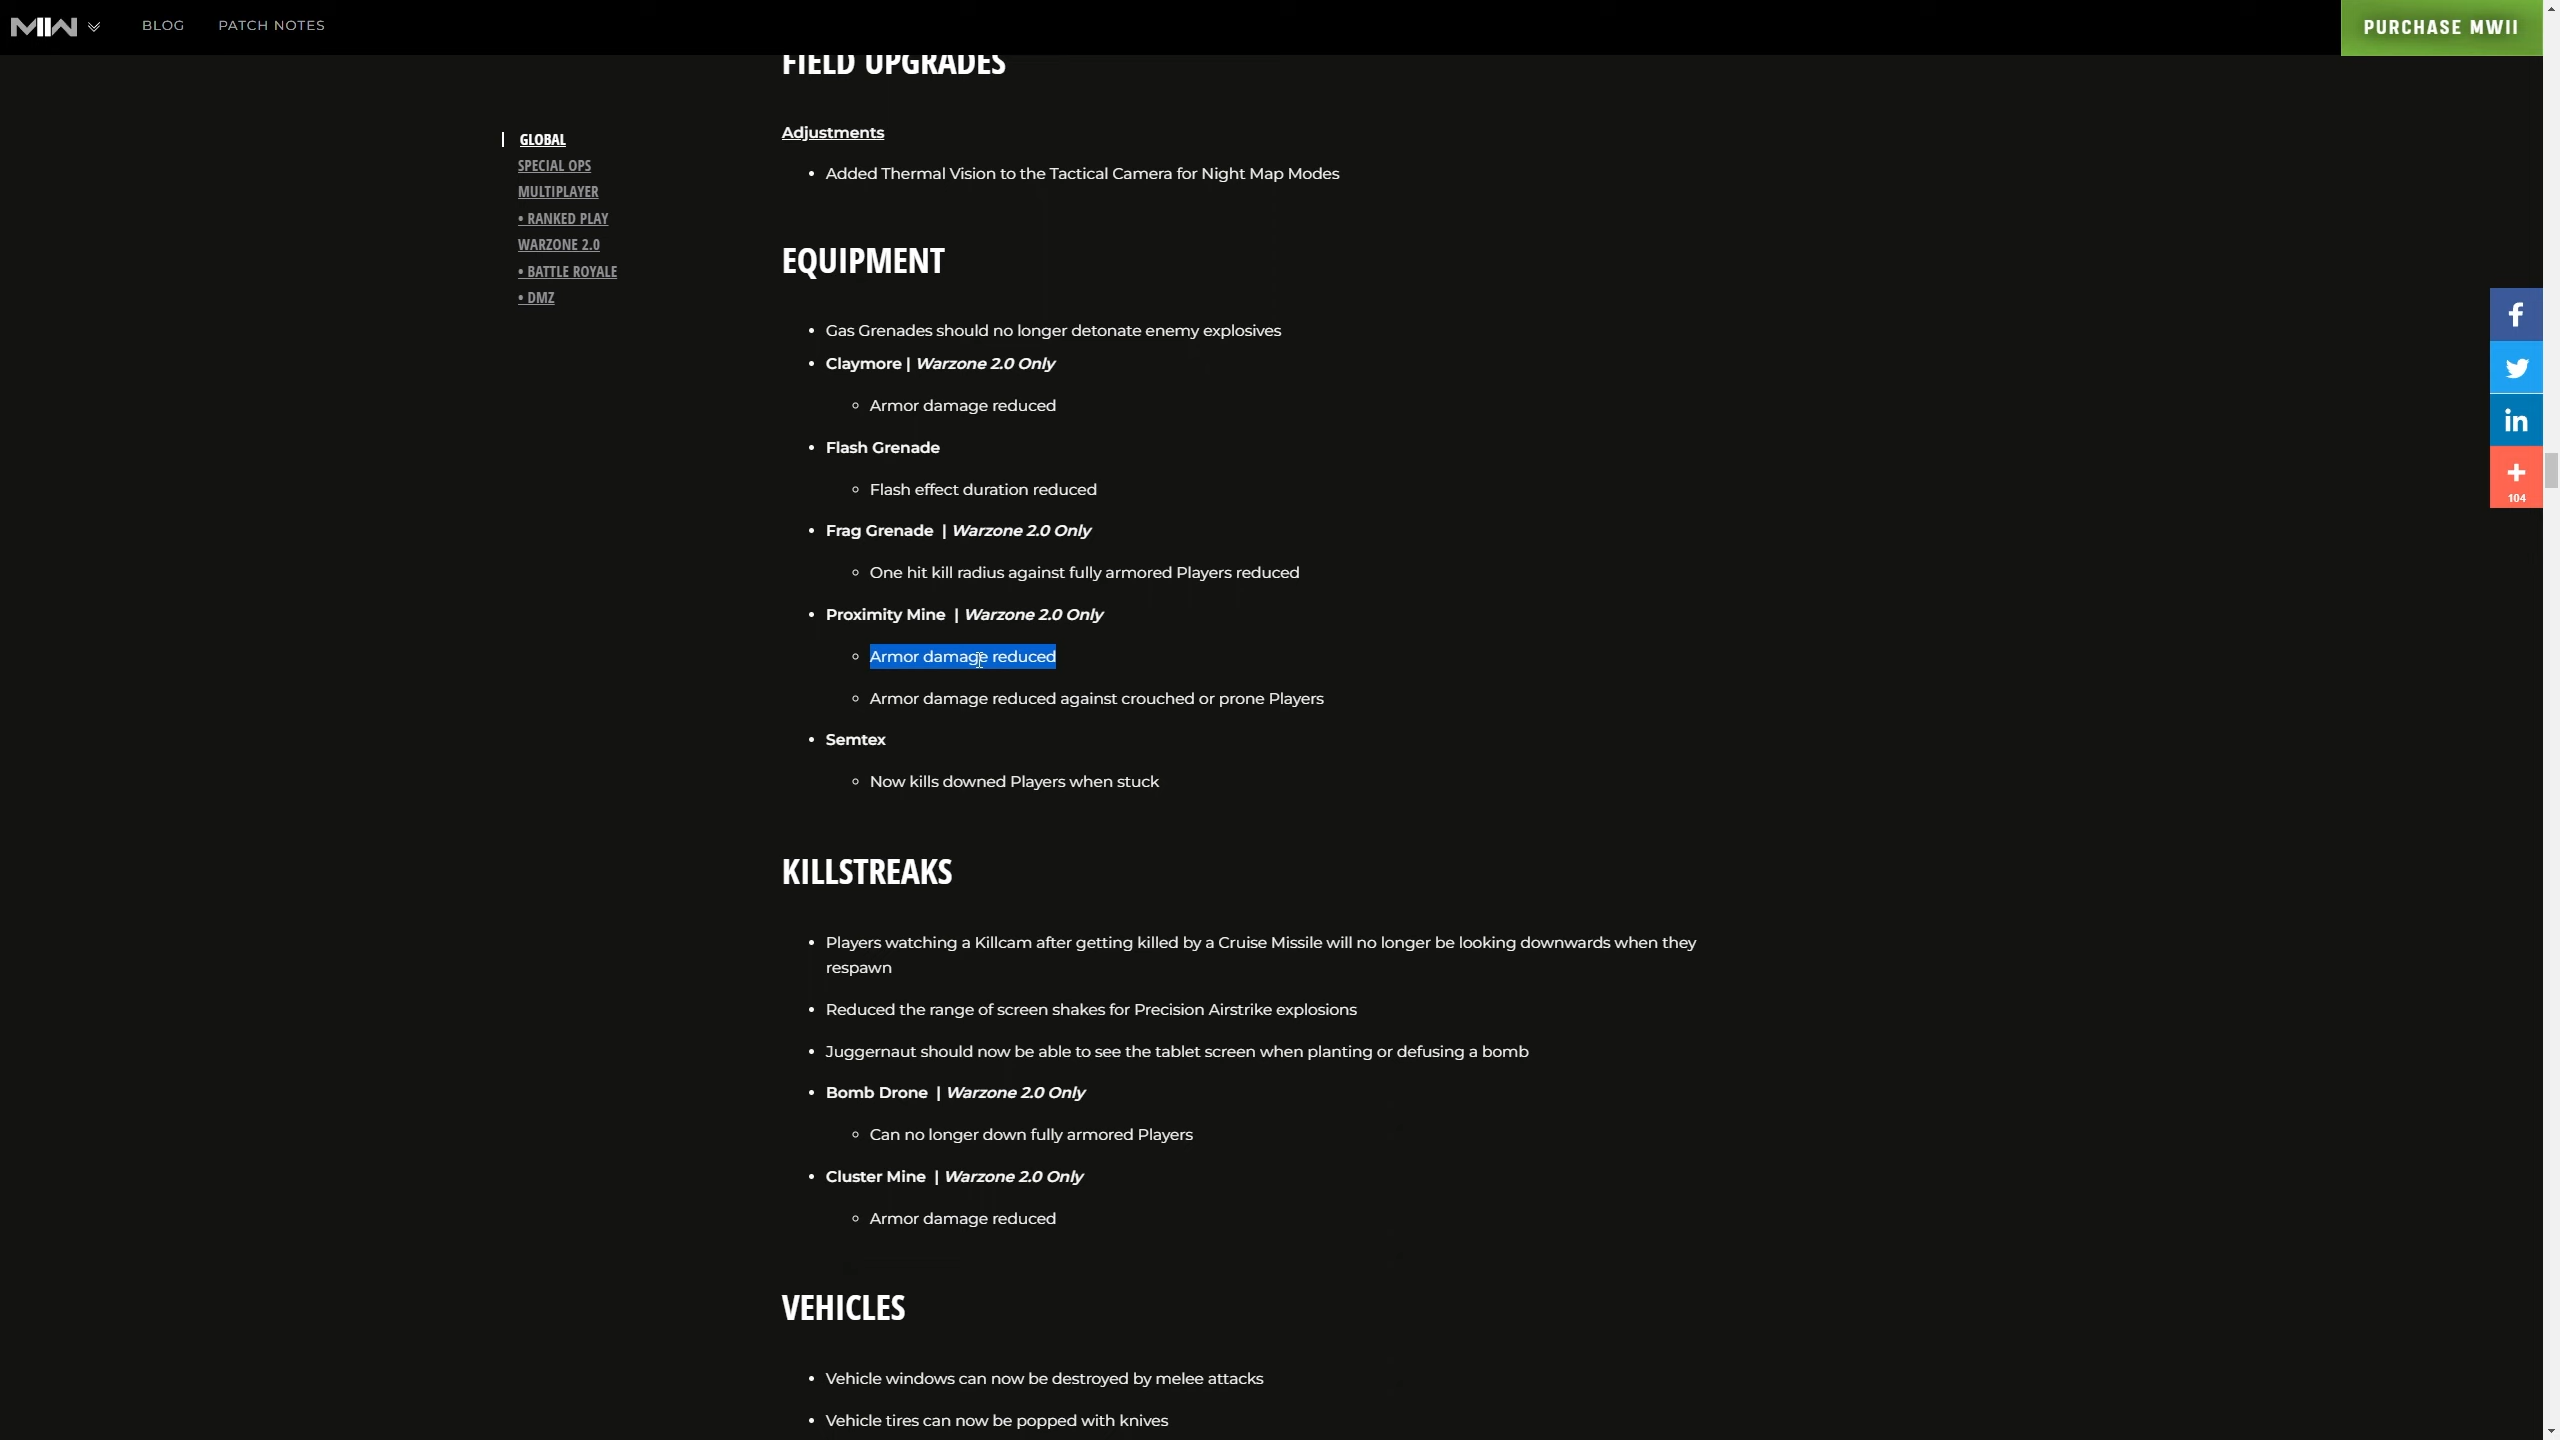 MW
BLOG
PATCH NOTES
PURCHASE MWII
FIELD UPGRADES
GLOBAL
SPECIAL OPS
MULTIPLAYER
• RANKED PLAY
WARZONE 2.0
• BATTLE ROYALE
• DMZ
Adjustments
• Added Thermal Vision to the Tactical Camera for Night Map Modes
EQUIPMENT
• Gas Grenades should no longer detonate enemy explosives
• Claymore | Warzone 2.0 Only
◦ Armor damage reduced
• Flash Grenade
◦ Flash effect duration reduced
• Frag Grenade | Warzone 2.0 Only
◦ One hit kill radius against fully armored Players reduced
• Proximity Mine | Warzone 2.0 Only
◦ Armor damage reduced
◦ Armor damage reduced against crouched or prone Players
• Semtex
◦ Now kills downed Players when stuck
KILLSTREAKS
• Players watching a Killcam after getting killed by a Cruise Missile will no longer be looking downwards when they
respawn
• Reduced the range of screen shakes for Precision Airstrike explosions
• Juggernaut should now be able to see the tablet screen when planting or defusing a bomb
• Bomb Drone | Warzone 2.0 Only
◦ Can no longer down fully armored Players
• Cluster Mine | Warzone 2.0 Only
◦ Armor damage reduced
VEHICLES
• Vehicle windows can now be destroyed by melee attacks
• Vehicle tires can now be popped with knives
f
in
104